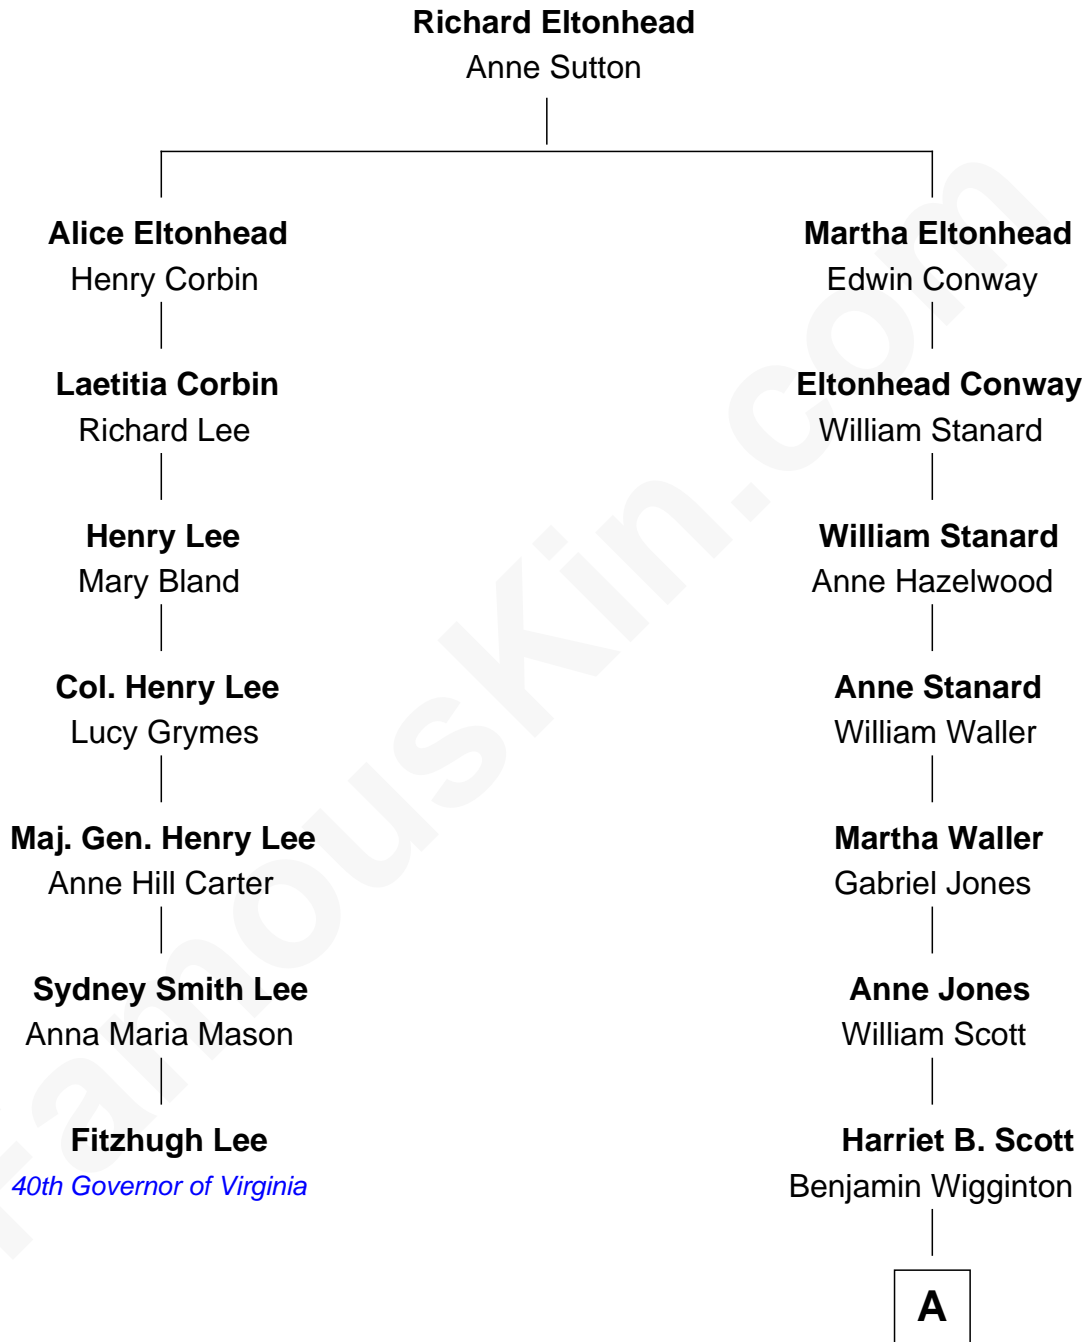 Richard Eltonhead
Anne Sutton
Alice Eltonhead
Henry Corbin
Martha Eltonhead
Edwin Conway
Laetitia Corbin
Richard Lee
Eltonhead Conway
William Stanard
Henry Lee
Mary Bland
William Stanard
Anne Hazelwood
Col. Henry Lee
Lucy Grymes
Anne Stanard
William Waller
Maj. Gen. Henry Lee
Anne Hill Carter
Martha Waller
Gabriel Jones
Sydney Smith Lee
Anna Maria Mason
Anne Jones
William Scott
Fitzhugh Lee
40th Governor of Virginia
Harriet B. Scott
Benjamin Wigginton
A
FamousKin.com